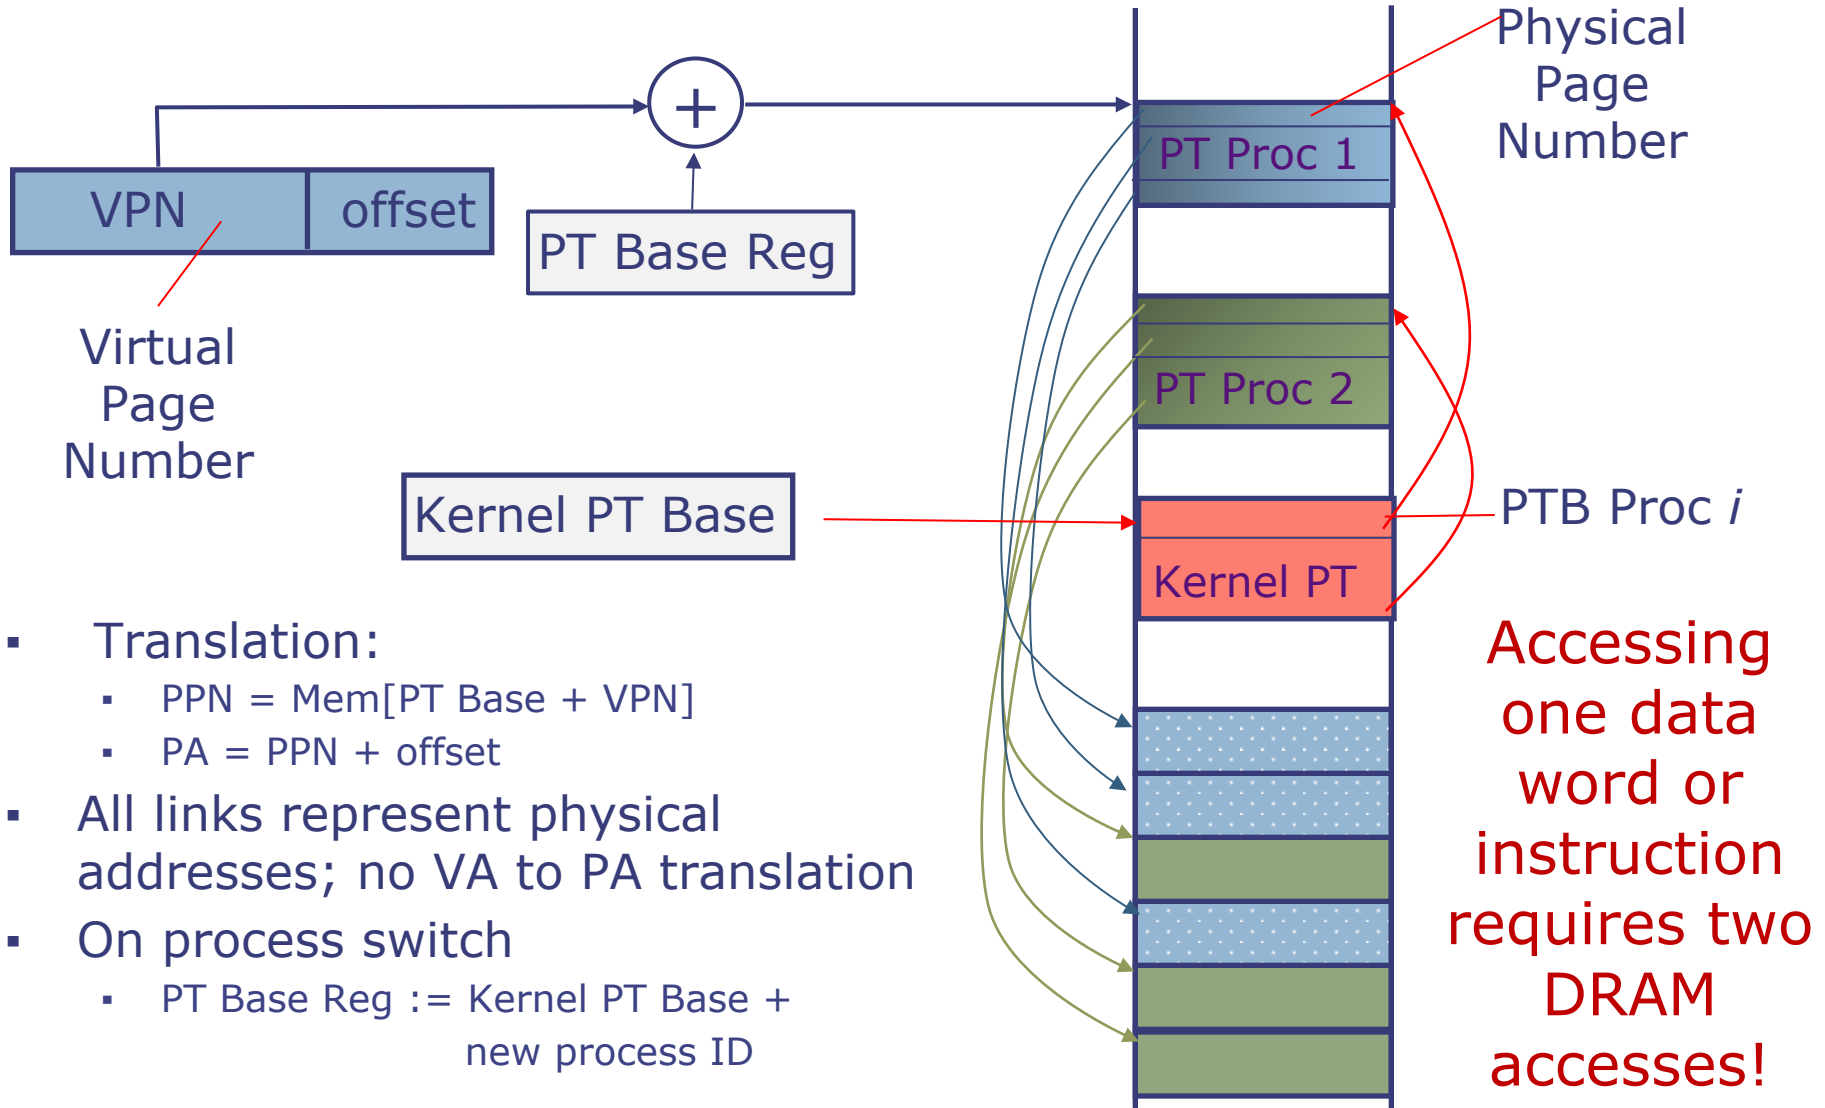 Physical
Page
Number
+
PT Proc 1
VPN
offset
PT Base Reg
Virtual
Page
Number
PT Proc 2
Kernel PT Base
PTB Proc i
Kernel PT
▪ Translation:
▪ PPN = Mem[PT Base + VPN]
▪ PA = PPN + offset
▪ All links represent physical
addresses; no VA to PA translation
▪ On process switch
▪ PT Base Reg := Kernel PT Base +
new process ID
Accessing
one data
word or
instruction
requires two
DRAM
accesses!